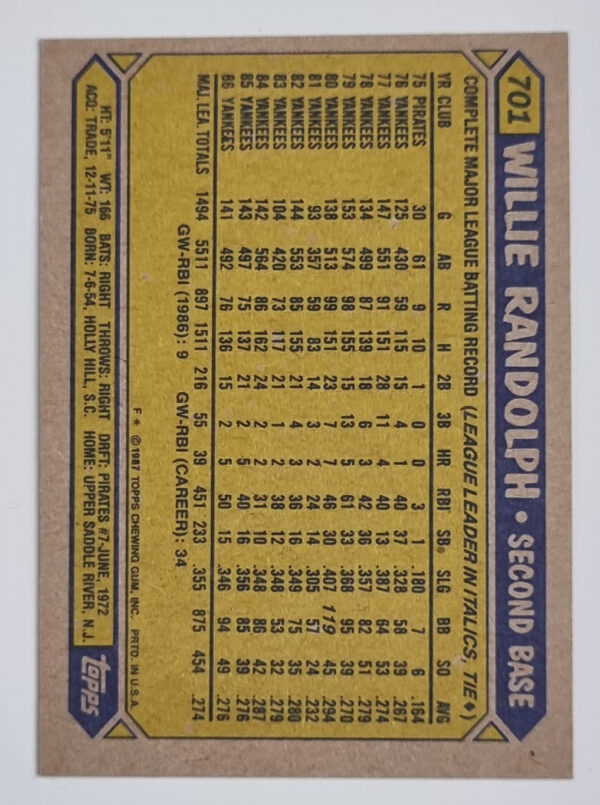 701 WILLIE RANDOLPH • SECOND BASE
COMPLETE MAJOR LEAGUE BATTING RECORD (LEAGUE LEADER IN ITALICS, TIE ♦)
YR CLUB G AB R H 2B 3B HR RBI SB® SLG BB SO AVG
75 PIRATES 30 61 9 10 1 0 0 3 1 .180 7 6 .164
76 YANKEES 125 430 59 115 15 4 1 40 37 .328 58 39 .267
77 YANKEES 147 551 91 151 28 11 4 40 13 .387 64 53 .274
78 YANKEES 134 499 87 139 18 6 3 42 36 .357 82 51 .279
79 YANKEES 153 574 98 155 15 13 5 61 33 .368 95 39 .270
80 YANKEES 138 513 99 151 23 7 7 46 30 .407 119 45 .294
81 YANKEES 93 357 59 83 14 3 2 24 14 .305 57 24 .232
82 YANKEES 144 553 85 155 21 4 3 36 16 .349 75 35 .280
83 YANKEES 104 420 73 117 21 1 2 38 12 .348 53 32 .279
84 YANKEES 142 564 86 162 24 2 2 31 10 .348 86 42 .287
85 YANKEES 143 497 75 137 21 2 5 40 16 .356 85 39 .276
86 YANKEES 141 492 76 136 15 2 5 50 15 .346 94 49 .276
MAJ. LEA. TOTALS 1494 5511 897 1511 216 55 39 451 233 .355 875 454 .274
GW-RBI (1986): 9 GW-RBI (CAREER): 34
F * ©1987 TOPPS CHEWING GUM, INC. PRTD. IN U.S.A.
HT: 5'11" WT: 166 BATS: RIGHT THROWS: RIGHT DRFT: PIRATES #7-JUNE, 1972
ACQ: TRADE, 12-11-75 BORN: 7-6-54, HOLLY HILL, S.C. HOME: UPPER SADDLE RIVER, N.J.
topps